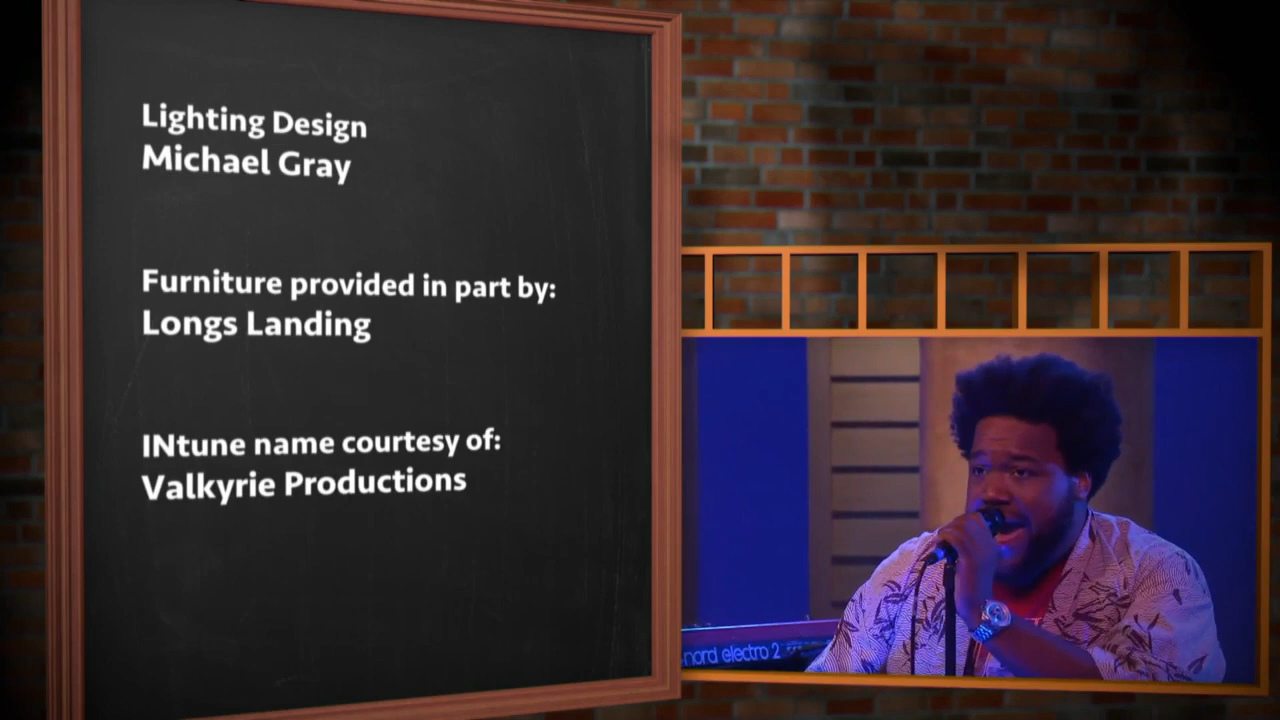 Lighting Design
Michael Gray
Furniture provided in part by:
Longs Landing
INtune name courtesy of:
Valkyrie Productions
nord electro 2